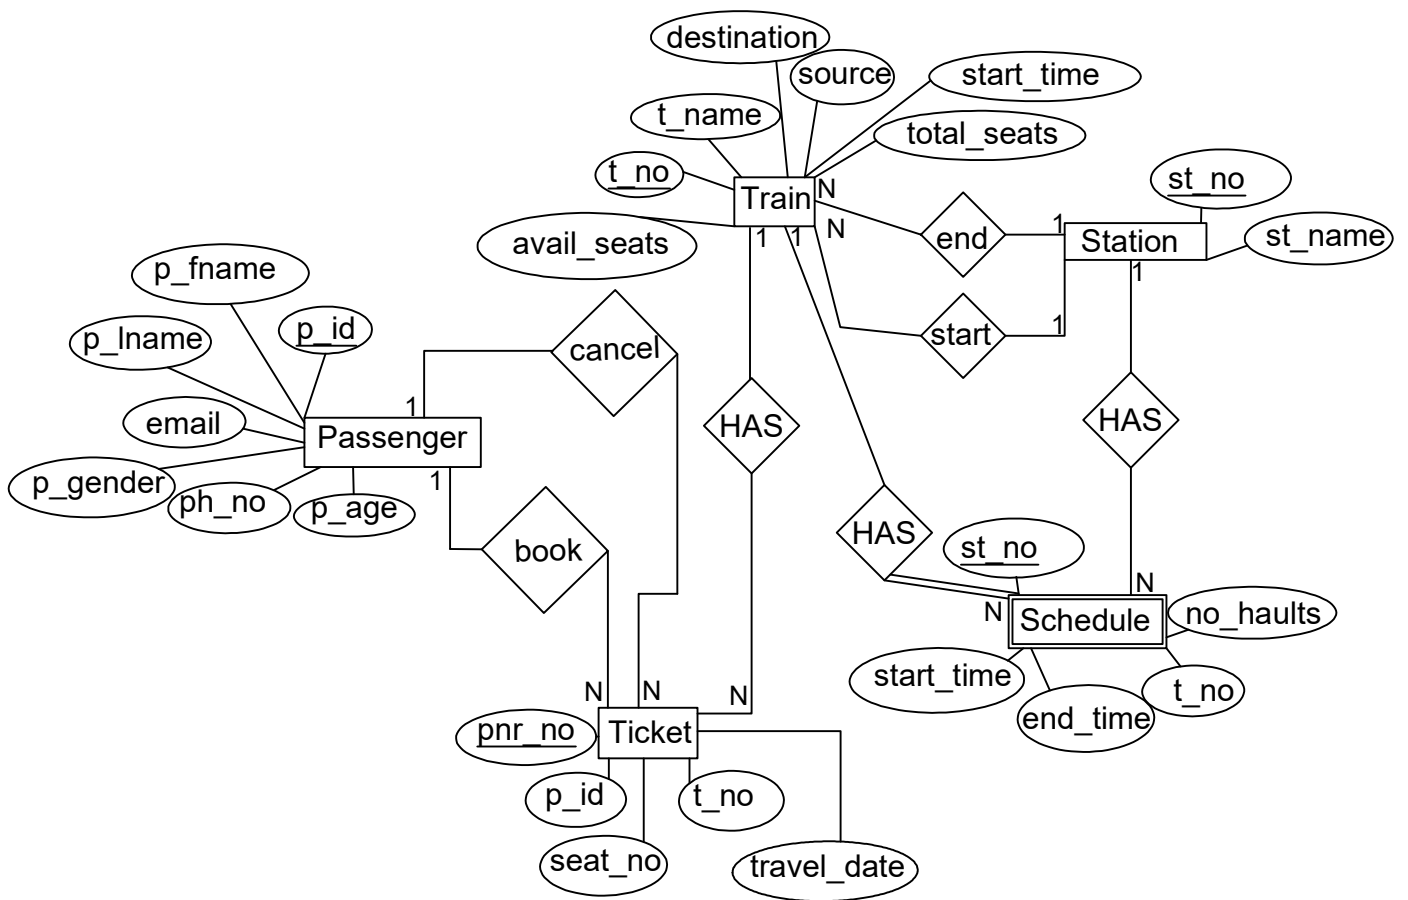 destination
source
start_time
t_name
total_seats
t_no
st_no
Train
N
N
end
1
Station
st_name
avail_seats
1
1
1
p_fname
p_id
p_lname
cancel
start
1
1
HAS
HAS
email
Passenger
1
p_gender
ph_no
p_age
book
HAS
st_no
N
N
Schedule
no_haults
start_time
t_no
end_time
N
N
N
pnr_no
Ticket
p_id
t_no
seat_no
travel_date